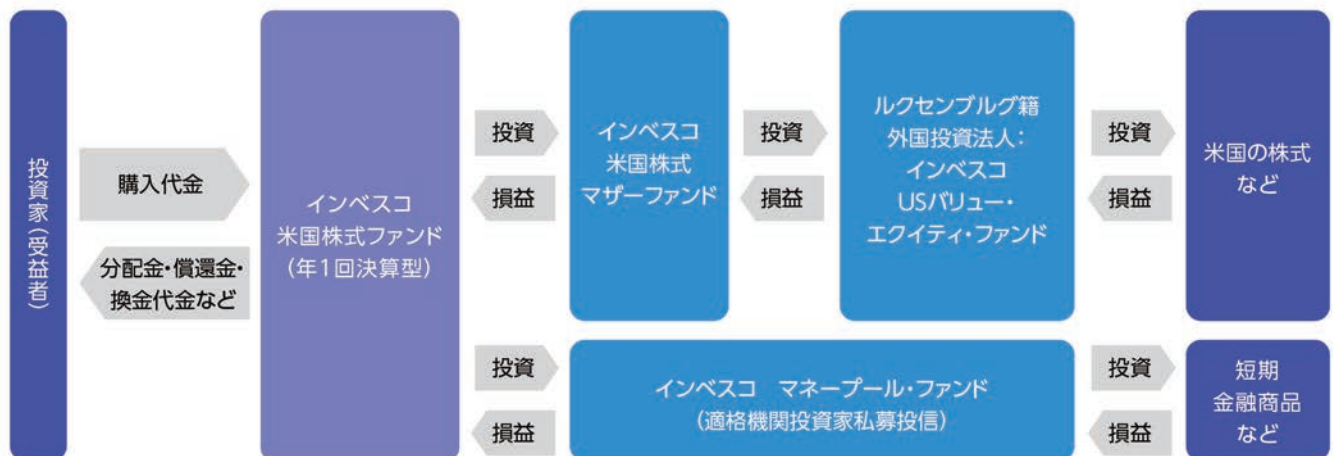 投資家（受益者）
購入代金
分配金・償還金・
換金代金など
インベスコ
米国株式ファンド
（年1回決算型）
投資
損益
インベスコ
米国株式
マザーファンド
投資
損益
ルクセンブルグ籍
外国投資法人：
インベスコ
USバリュー・
エクイティ・ファンド
投資
損益
米国の株式
など
投資
損益
インベスコ　マネープール・ファンド
（適格機関投資家私募投信）
投資
損益
短期
金融商品
など